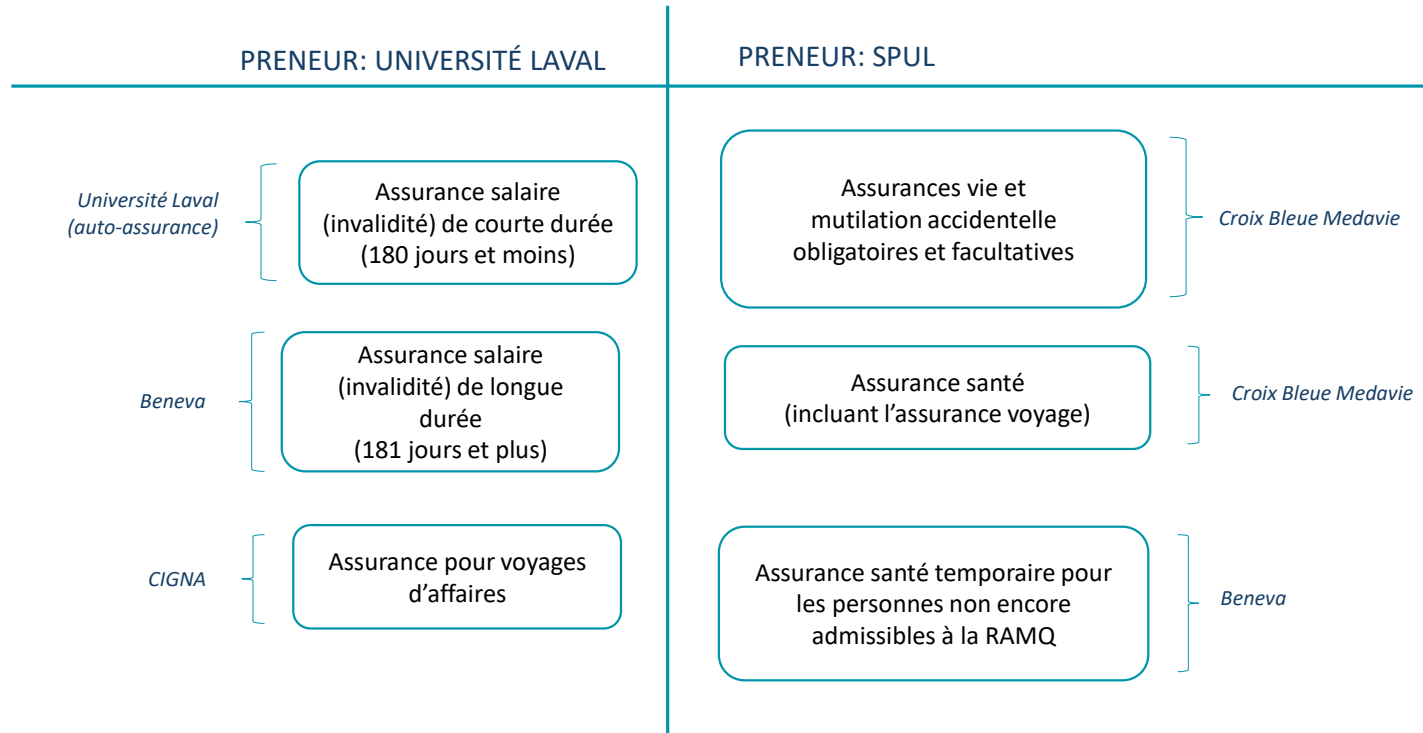 PRENEUR: UNIVERSITÉ LAVAL
PRENEUR: SPUL
Université Laval
(auto-assurance)
Assurance salaire
(invalidité) de courte durée
(180 jours et moins)
Assurances vie et
mutilation accidentelle
obligatoires et facultatives
Croix Bleue Medavie
Beneva
Assurance salaire
(invalidité) de longue
durée
(181 jours et plus)
Assurance santé
(incluant l’assurance voyage)
Croix Bleue Medavie
CIGNA
Assurance pour voyages
d’affaires
Assurance santé temporaire pour
les personnes non encore
admissibles à la RAMQ
Beneva